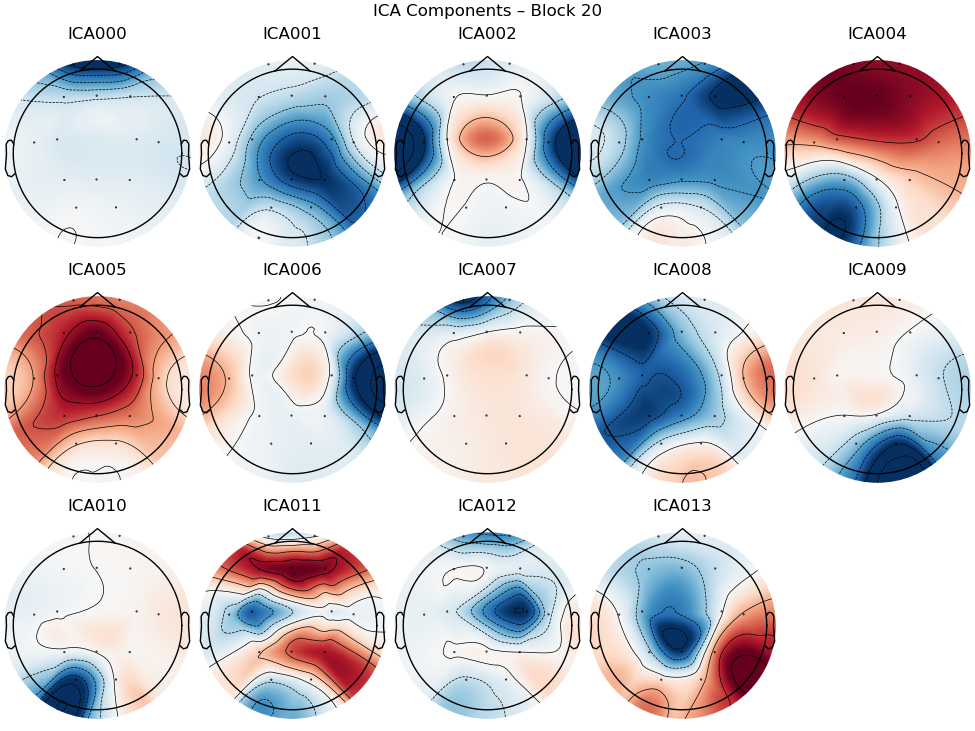 ICA Components – Block 20
ICA000 ICA001 ICA002 ICA003 ICA004
ICA005 ICA006 ICA007 ICA008 ICA009
ICA010 ICA011 ICA012 ICA013